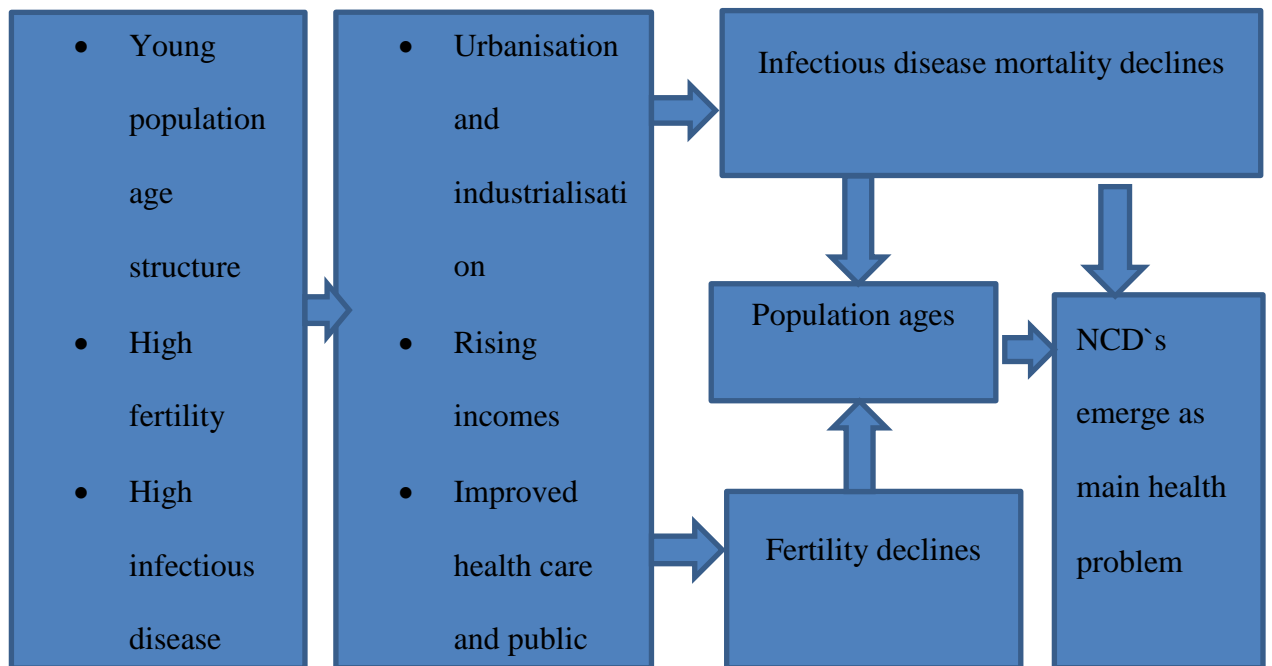 • Young
population
age
structure
• High
fertility
• High
infectious
disease
• Urbanisation
and
industrialisati
on
• Rising
incomes
• Improved
health care
and public
Infectious disease mortality declines
Population ages
Fertility declines
NCD`s
emerge as
main health
problem